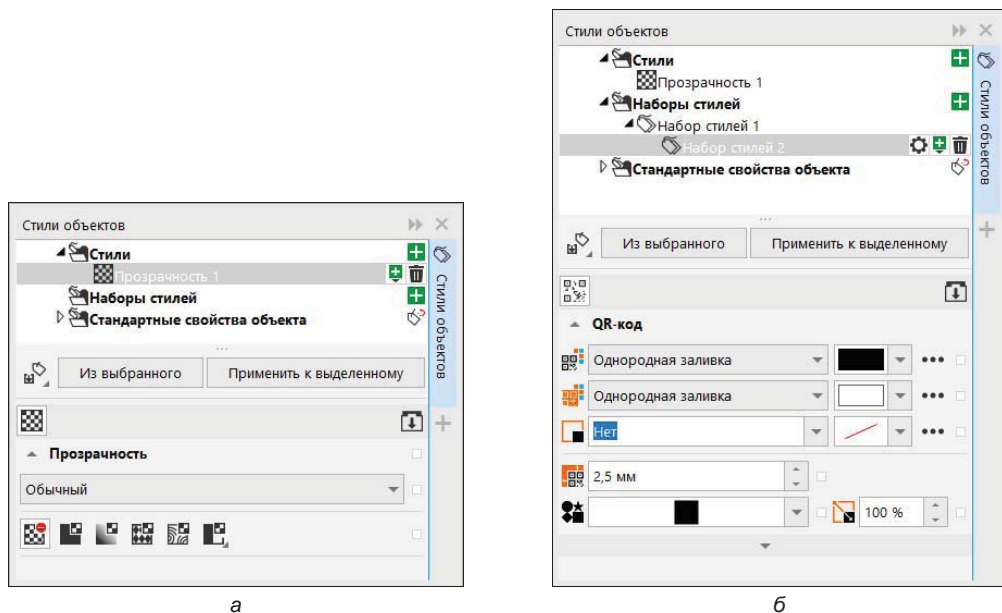 Стили объектов
Стили
Прозрачность 1
Наборы стилей
Стандартные свойства объекта
Из выбранного
Применить к выделенному
Прозрачность
Обычный
Стили объектов
а
Стили объектов
Стили
Прозрачность 1
Наборы стилей
Набор стилей 1
Набор стилей 2
Стандартные свойства объекта
Из выбранного
Применить к выделенному
QR-код
Однородная заливка
Однородная заливка
Нет
2,5 мм
100 %
Стили объектов
б